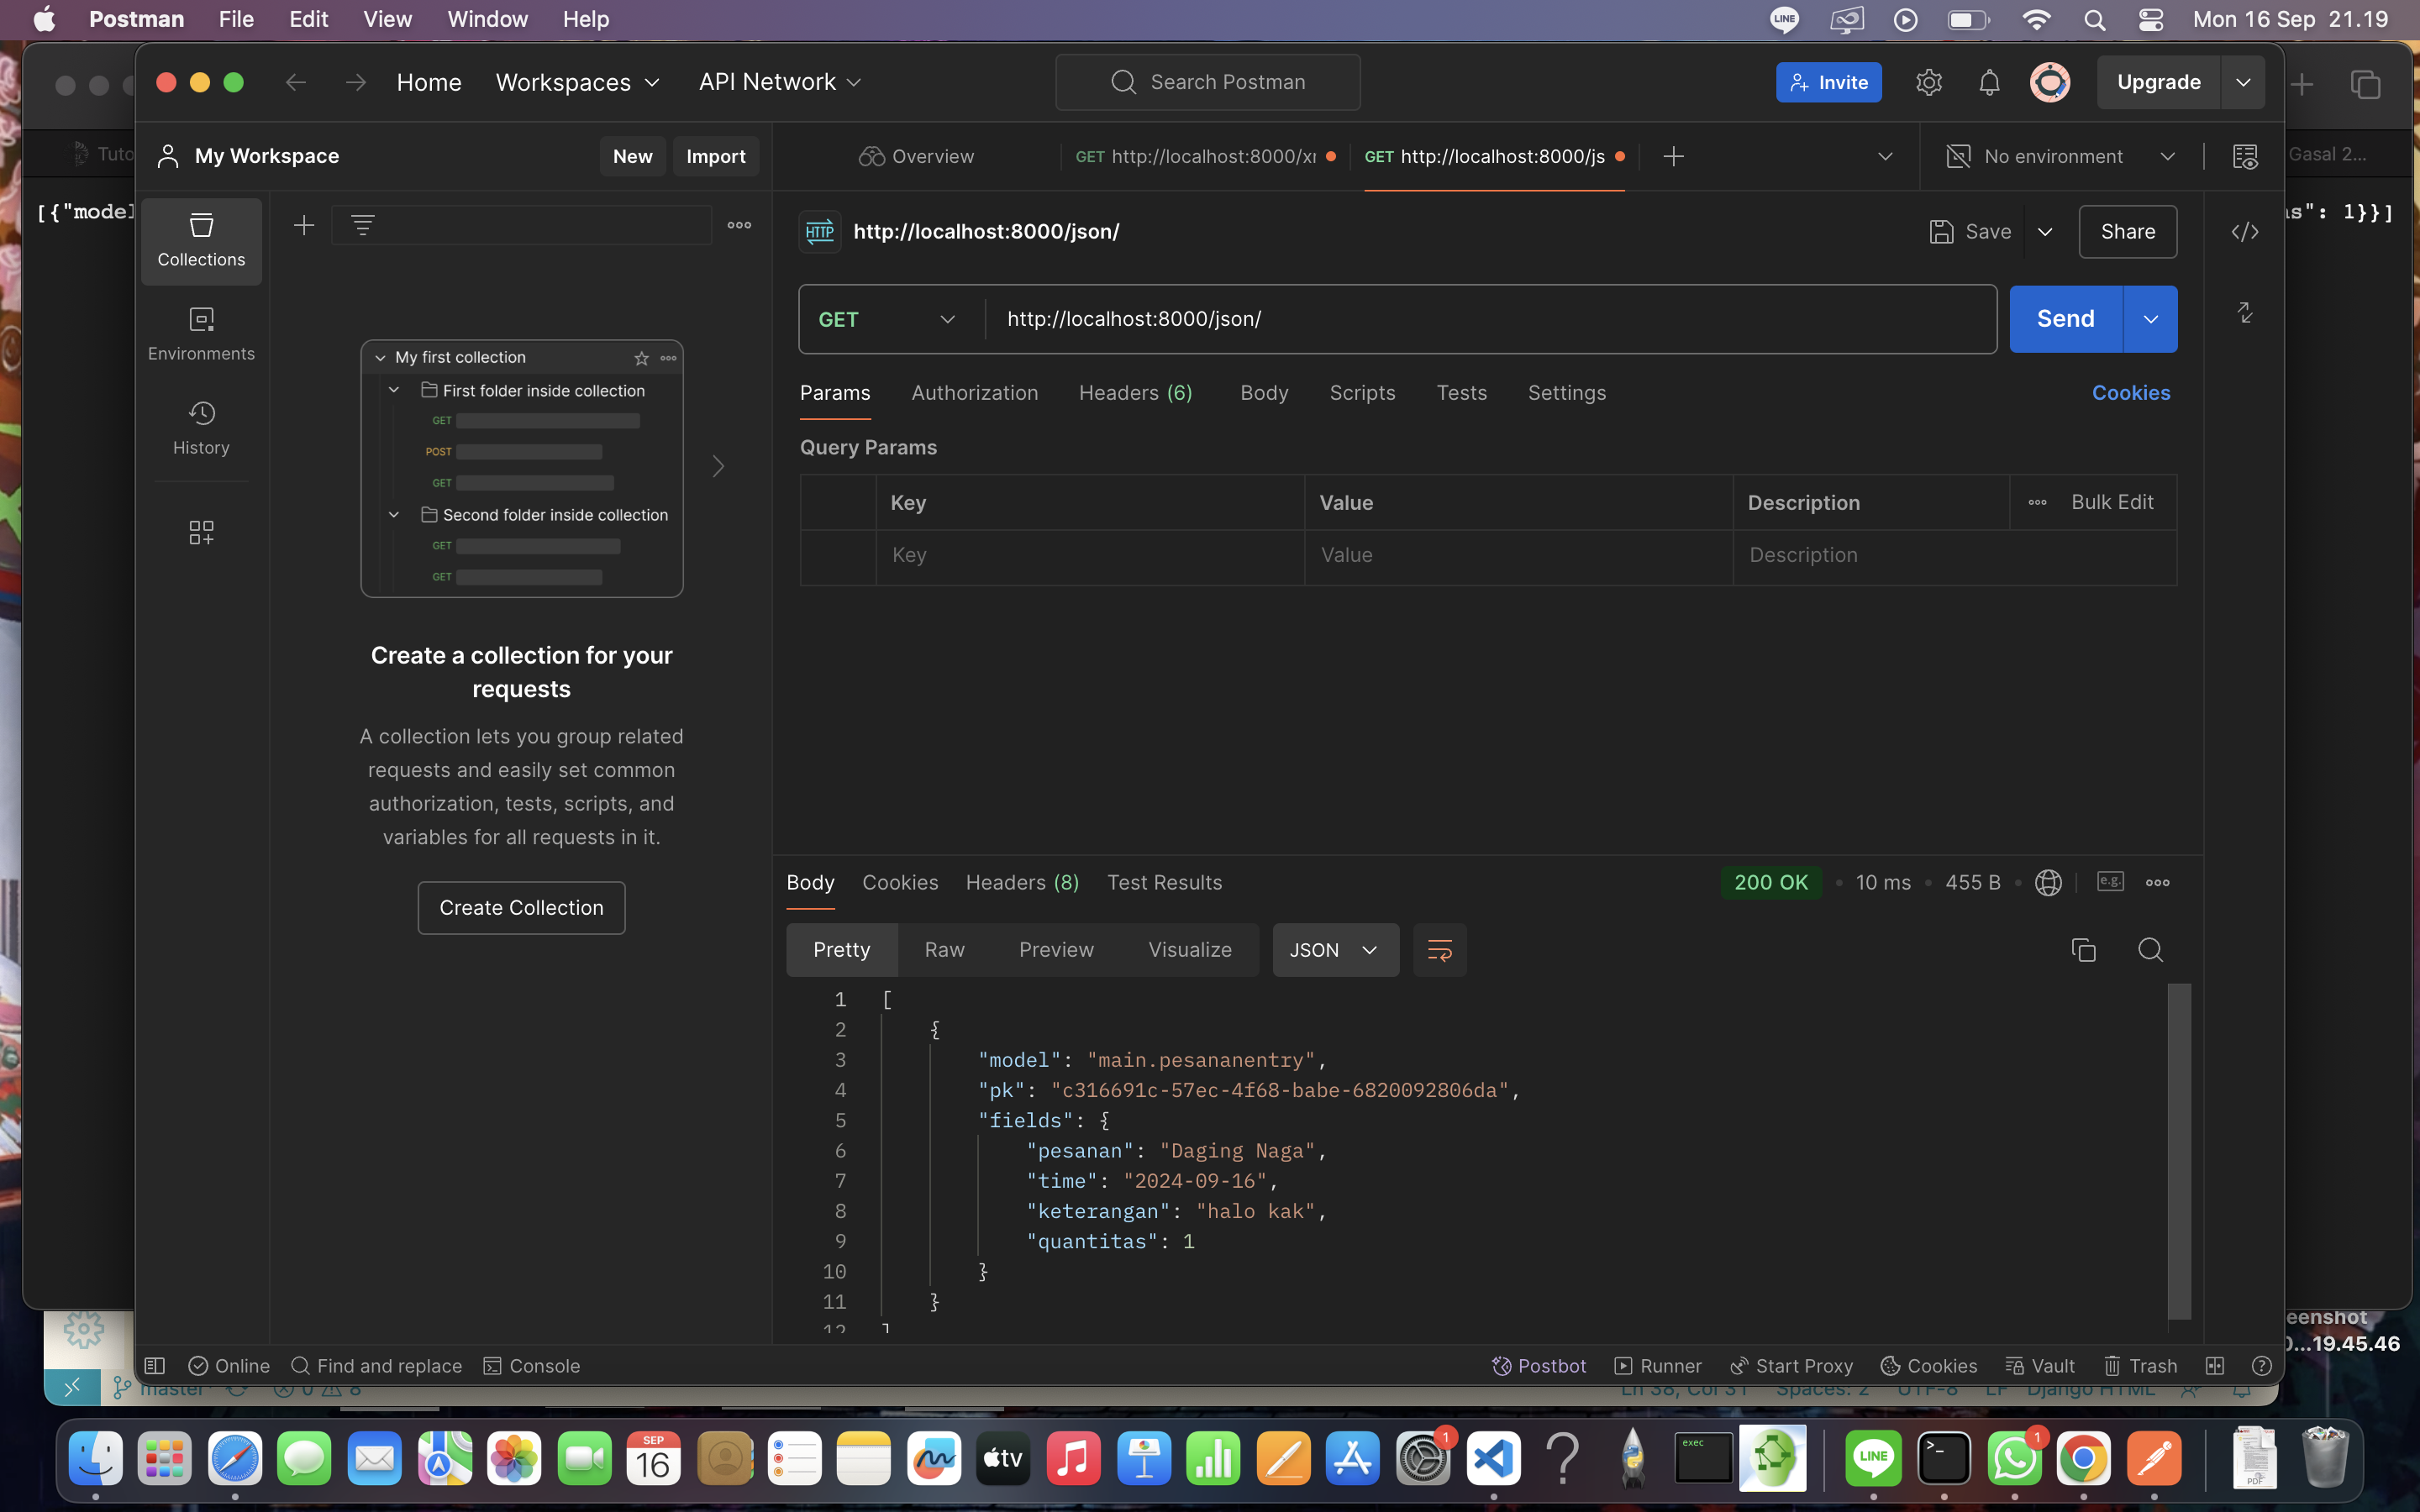 Postman File Edit View Window Help LINE Mon 16 Sep 21.19
Home Workspaces API Network Search Postman Invite Upgrade
Tuto My Workspace New Import Overview GET http://localhost:8000/xr GET http://localhost:8000/js No environment Gasal 2...
[{"model s": 1}}]
Collections
HTTP http://localhost:8000/json/ Save Share
GET http://localhost:8000/json/ Send
Environments
History
My first collection
First folder inside collection
GET
POST
GET
Second folder inside collection
GET
GET
Create a collection for your
requests
A collection lets you group related
requests and easily set common
authorization, tests, scripts, and
variables for all requests in it.
Create Collection
Params Authorization Headers (6) Body Scripts Tests Settings Cookies
Query Params
Key Value Description Bulk Edit
Key Value Description
Body Cookies Headers (8) Test Results 200 OK 10 ms 455 B e.g.
Pretty Raw Preview Visualize JSON
1 [
2 {
3 "model": "main.pesananentry",
4 "pk": "c316691c-57ec-4f68-babe-6820092806da",
5 "fields": {
6 "pesanan": "Daging Naga",
7 "time": "2024-09-16",
8 "keterangan": "halo kak",
9 "quantitas": 1
10 }
11 }
12 ]
eenshot
0...19.45.46
Online Find and replace Console Postbot Runner Start Proxy Cookies Vault Trash
master 0 8 Ln 38, Col 31 Spaces: 2 UTF-8 LF Django HTML
SEP
16
tv
1
exec
LINE
1
PDF